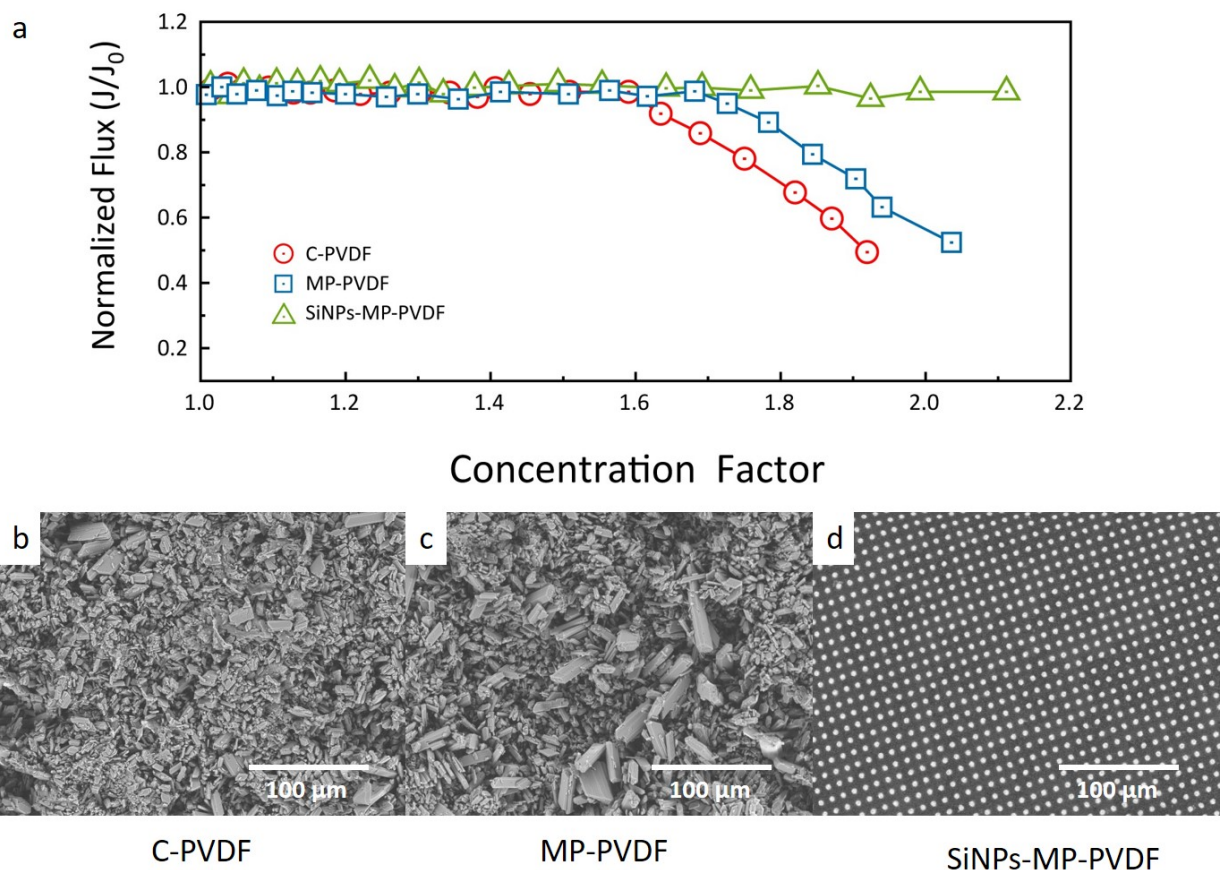 a
Normalized Flux (J/J₀)
1.2
1.0
0.8
0.6
0.4
0.2
C-PVDF
MP-PVDF
SiNPs-MP-PVDF
1.0 1.2 1.4 1.6 1.8 2.0 2.2
Concentration Factor
b c d
100 μm 100 μm 100 μm
C-PVDF MP-PVDF SiNPs-MP-PVDF